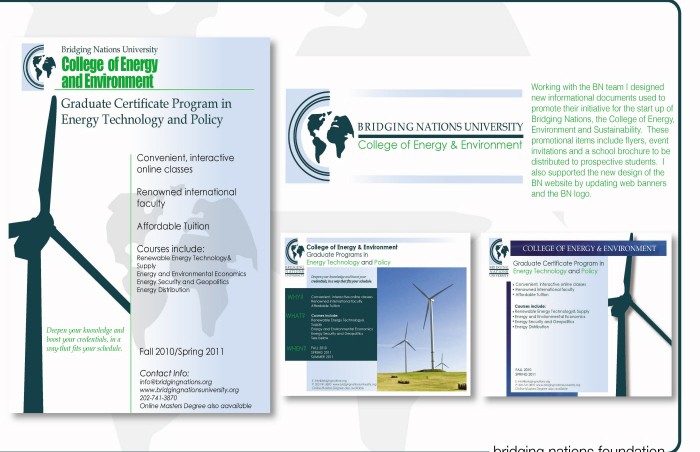 Bridging Nations University
College of Energy
and Environment
Graduate Certificate Program in
Energy Technology and Policy
Convenient, interactive
online classes
Renowned international
faculty
Affordable Tuition
Courses include:
Renewable Energy Technology&
Supply
Energy and Environmental Economics
Energy Security and Geopolitics
Energy Distribution
Deepen your knowledge and
boost your credentials, in a
way that fits your schedule.
Fall 2010/Spring 2011
Contact Info:
info@bridgingnations.org
www.bridgingnationsuniversity.org
202-741-3870
Online Masters Degree also avaailable
BRIDGING NATIONS UNIVERSITY
College of Energy & Environment
Working with the BN team I designed
new informational documents used to
promote their initiative for the start up of
Bridging Nations, the College of Energy,
Environment and Sustainability. These
promotional items include flyers, event
invitations and a school brochure to be
distributed to prospective students. I
also supported the new design of the
BN website by updating web banners
and the BN logo.
College of Energy & Environment
Graduate Programs in
Energy Technology and Policy
WHY?
Convenient, interactive online classes
Renowned international faculty
Affordable Tuition
WHAT?
Courses include:
Renewable Energy Technology&
Supply
Energy and Environmental Economics
Energy Security and Geopolitics
WHEN?
FALL 2010
SPRING 2011
SUMMER 2011
COLLEGE OF ENERGY & ENVIRONMENT
Graduate Certificate Program in
Energy Technology and Policy
• Convenient, interactive online classes
• Renowned international faculty
• Affordable Tuition
Courses include:
• Renewable Energy Technology& Supply
• Energy and Environmental Economics
• Energy Security and Geopolitics
• Energy Distribution
FALL 2010
SPRING 2011
bridging nations foundation